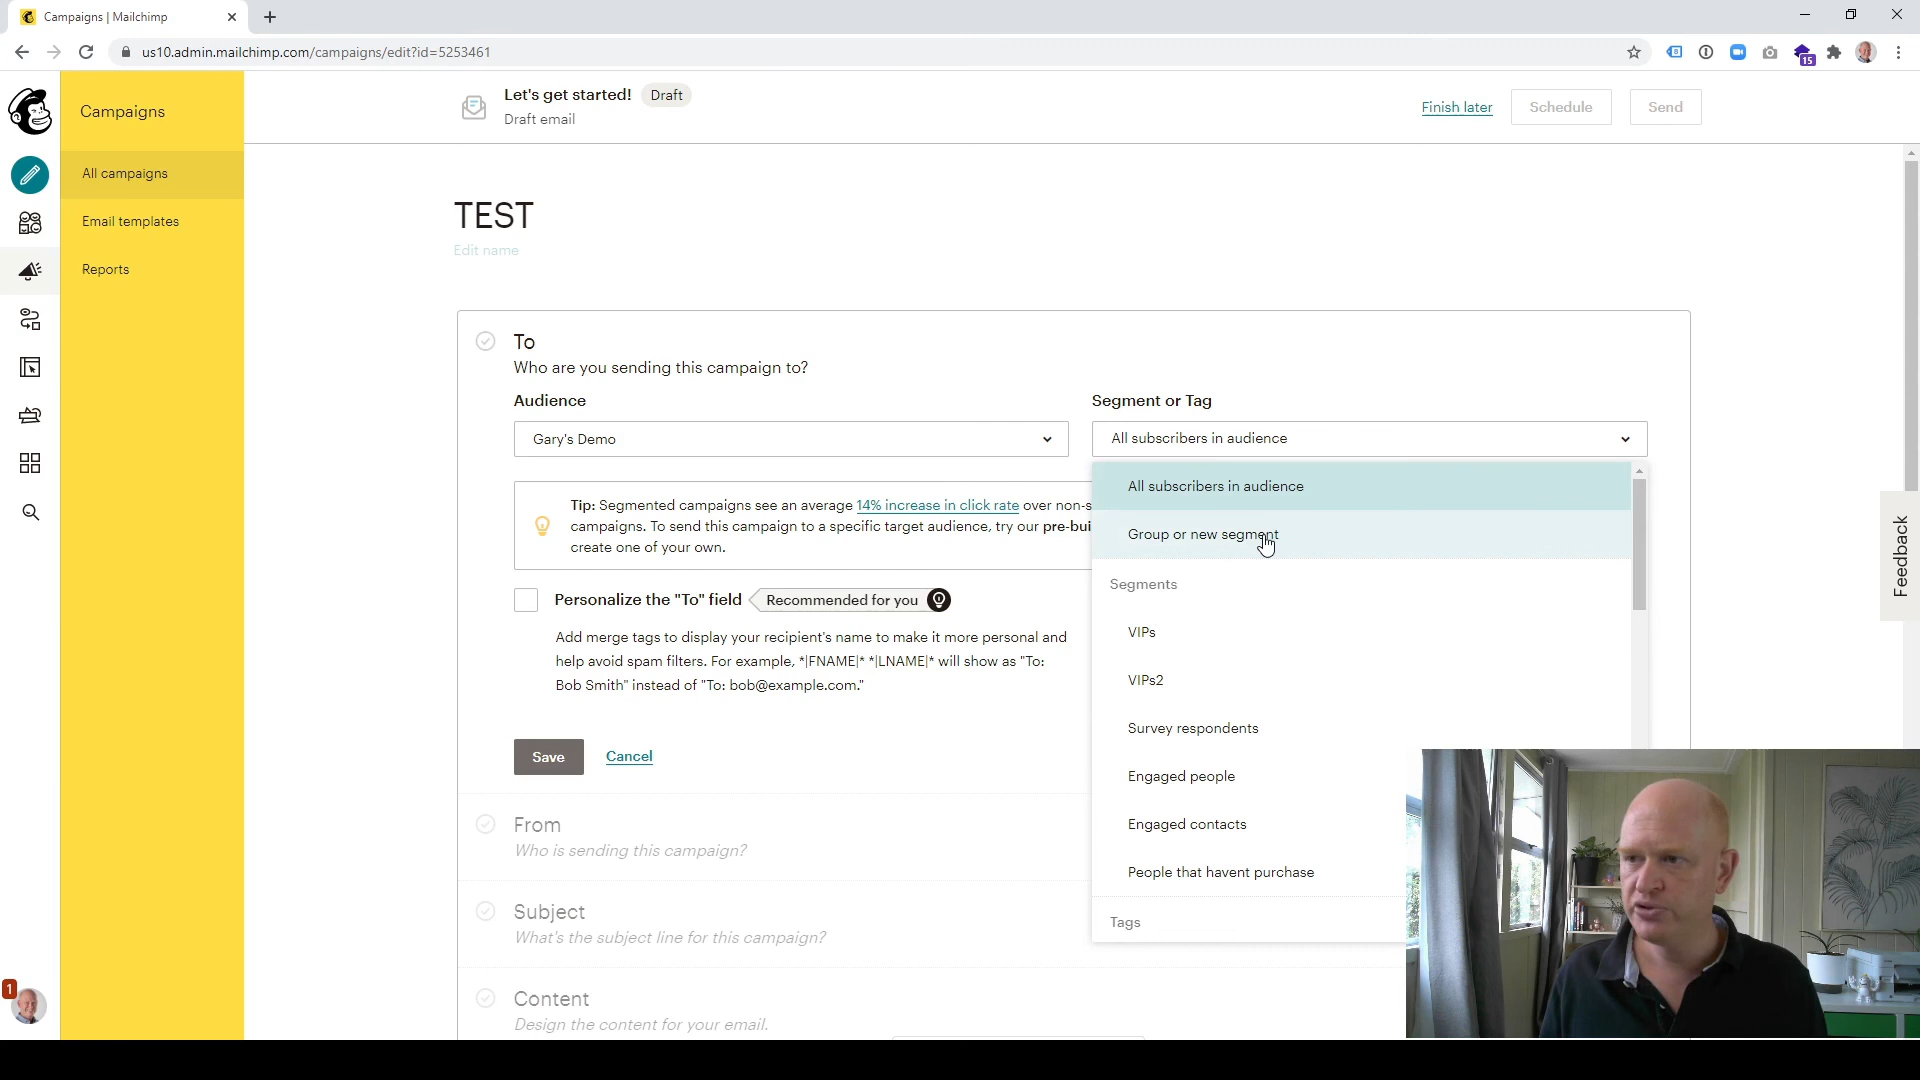 Campaigns | Mailchimp
us10.admin.mailchimp.com/campaigns/edit?id=5253461
15
Campaigns
All campaigns
Email templates
Reports
1
Let's get started! Draft
Draft email
Finish later
Schedule
Send
TEST
Edit name
To
Who are you sending this campaign to?
Audience
Gary's Demo
Segment or Tag
All subscribers in audience
All subscribers in audience
Group or new segment
Segments
VIPs
VIPs2
Survey respondents
Engaged people
Engaged contacts
People that havent purchase
Tags
Tip: Segmented campaigns see an average 14% increase in click rate over non-s
campaigns. To send this campaign to a specific target audience, try our pre-bui
create one of your own.
Personalize the "To" field Recommended for you
Add merge tags to display your recipient's name to make it more personal and
help avoid spam filters. For example, *|FNAME|* *|LNAME|* will show as "To:
Bob Smith" instead of "To: bob@example.com."
Save
Cancel
From
Who is sending this campaign?
Subject
What's the subject line for this campaign?
Content
Design the content for your email.
Feedback